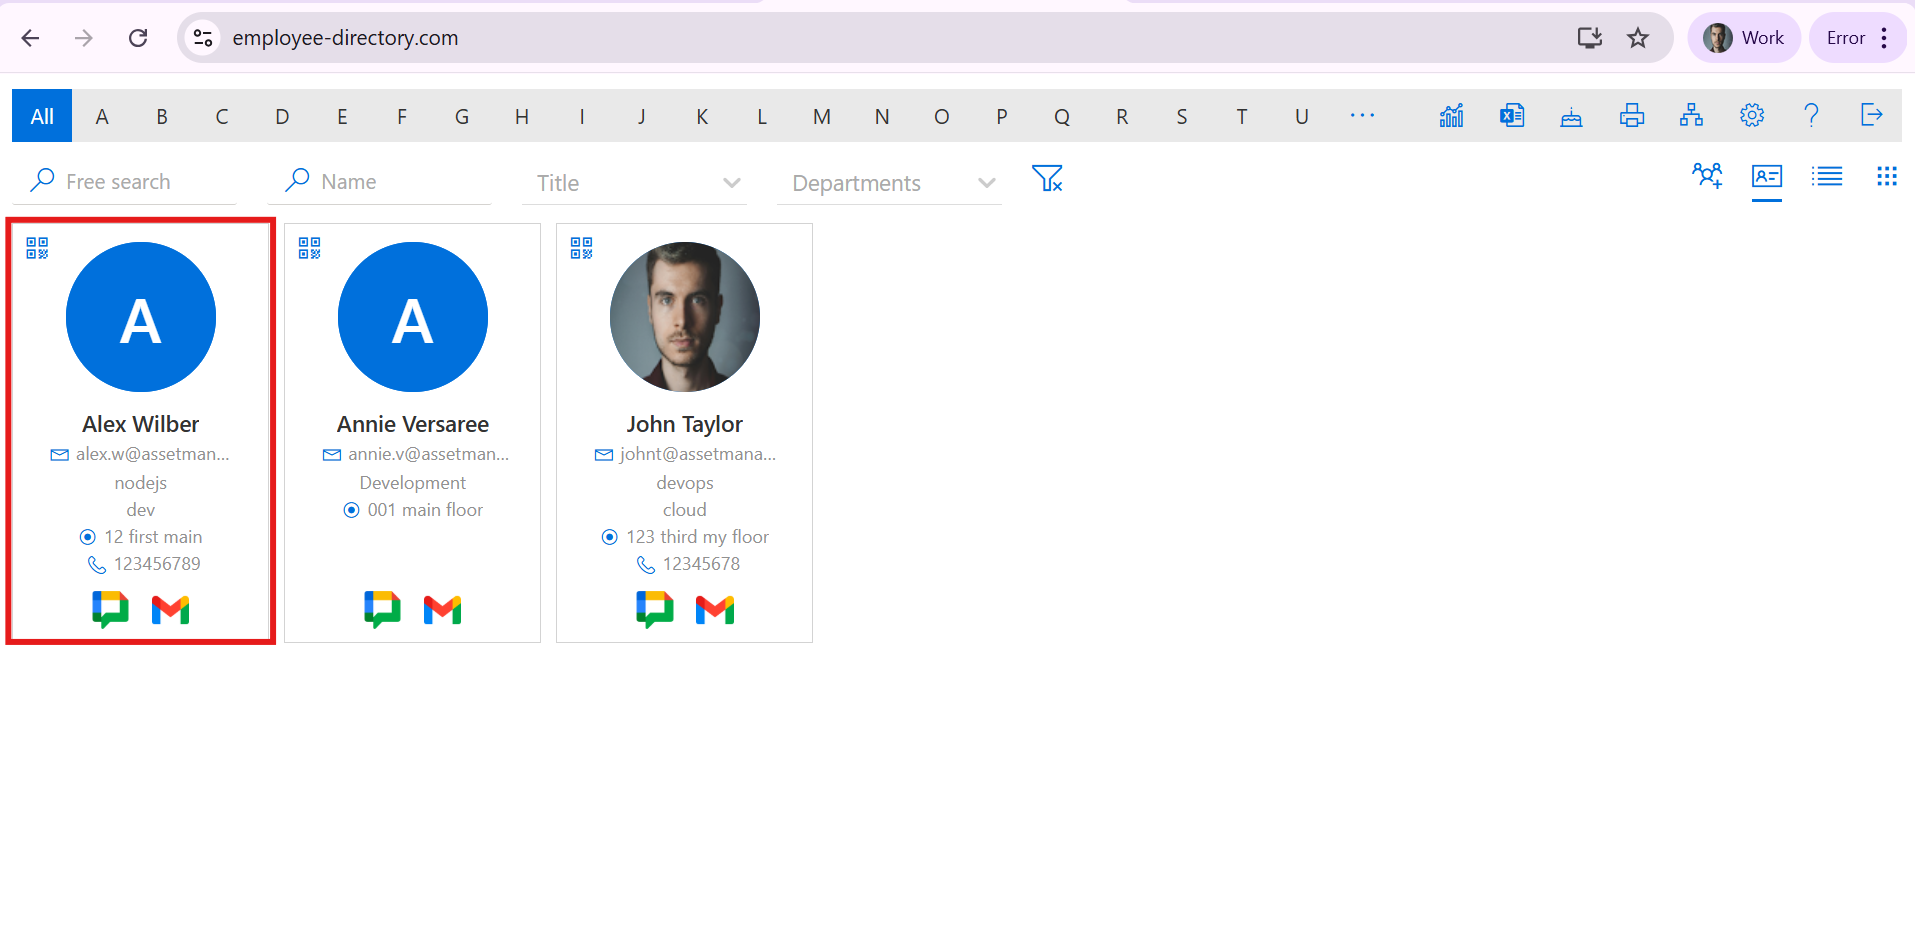 employee-directory.com
Work
Error
All A B C D E F G H I J K L M N O P Q R S T U ...
Free search
Name
Title
Departments
A
Alex Wilber
alex.w@assetman...
nodejs
dev
12 first main
123456789
A
Annie Versaree
annie.v@assetman...
Development
001 main floor
John Taylor
johnt@assetmana...
devops
cloud
123 third my floor
12345678